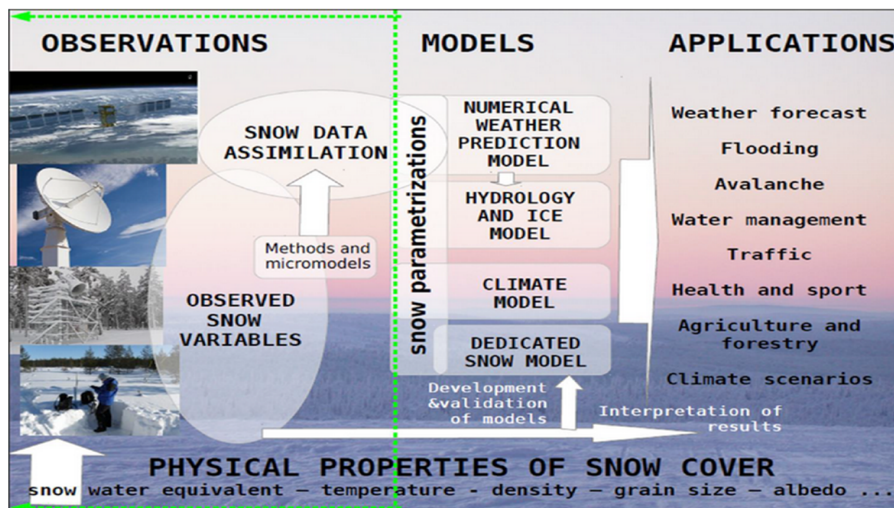 OBSERVATIONS
MODELS
APPLICATIONS
SNOW DATA
ASSIMILATION
Methods and
micromodels
OBSERVED
SNOW
VARIABLES
snow parametrizations
NUMERICAL
WEATHER
PREDICTION
MODEL
HYDROLOGY
AND ICE
MODEL
CLIMATE
MODEL
DEDICATED
SNOW MODEL
Development
&validation
of models
Weather forecast
Flooding
Avalanche
Water management
Traffic
Health and sport
Agriculture and
forestry
Climate scenarios
Interpretation of
results
PHYSICAL PROPERTIES OF SNOW COVER
snow water equivalent — temperature - density — grain size — albedo ...